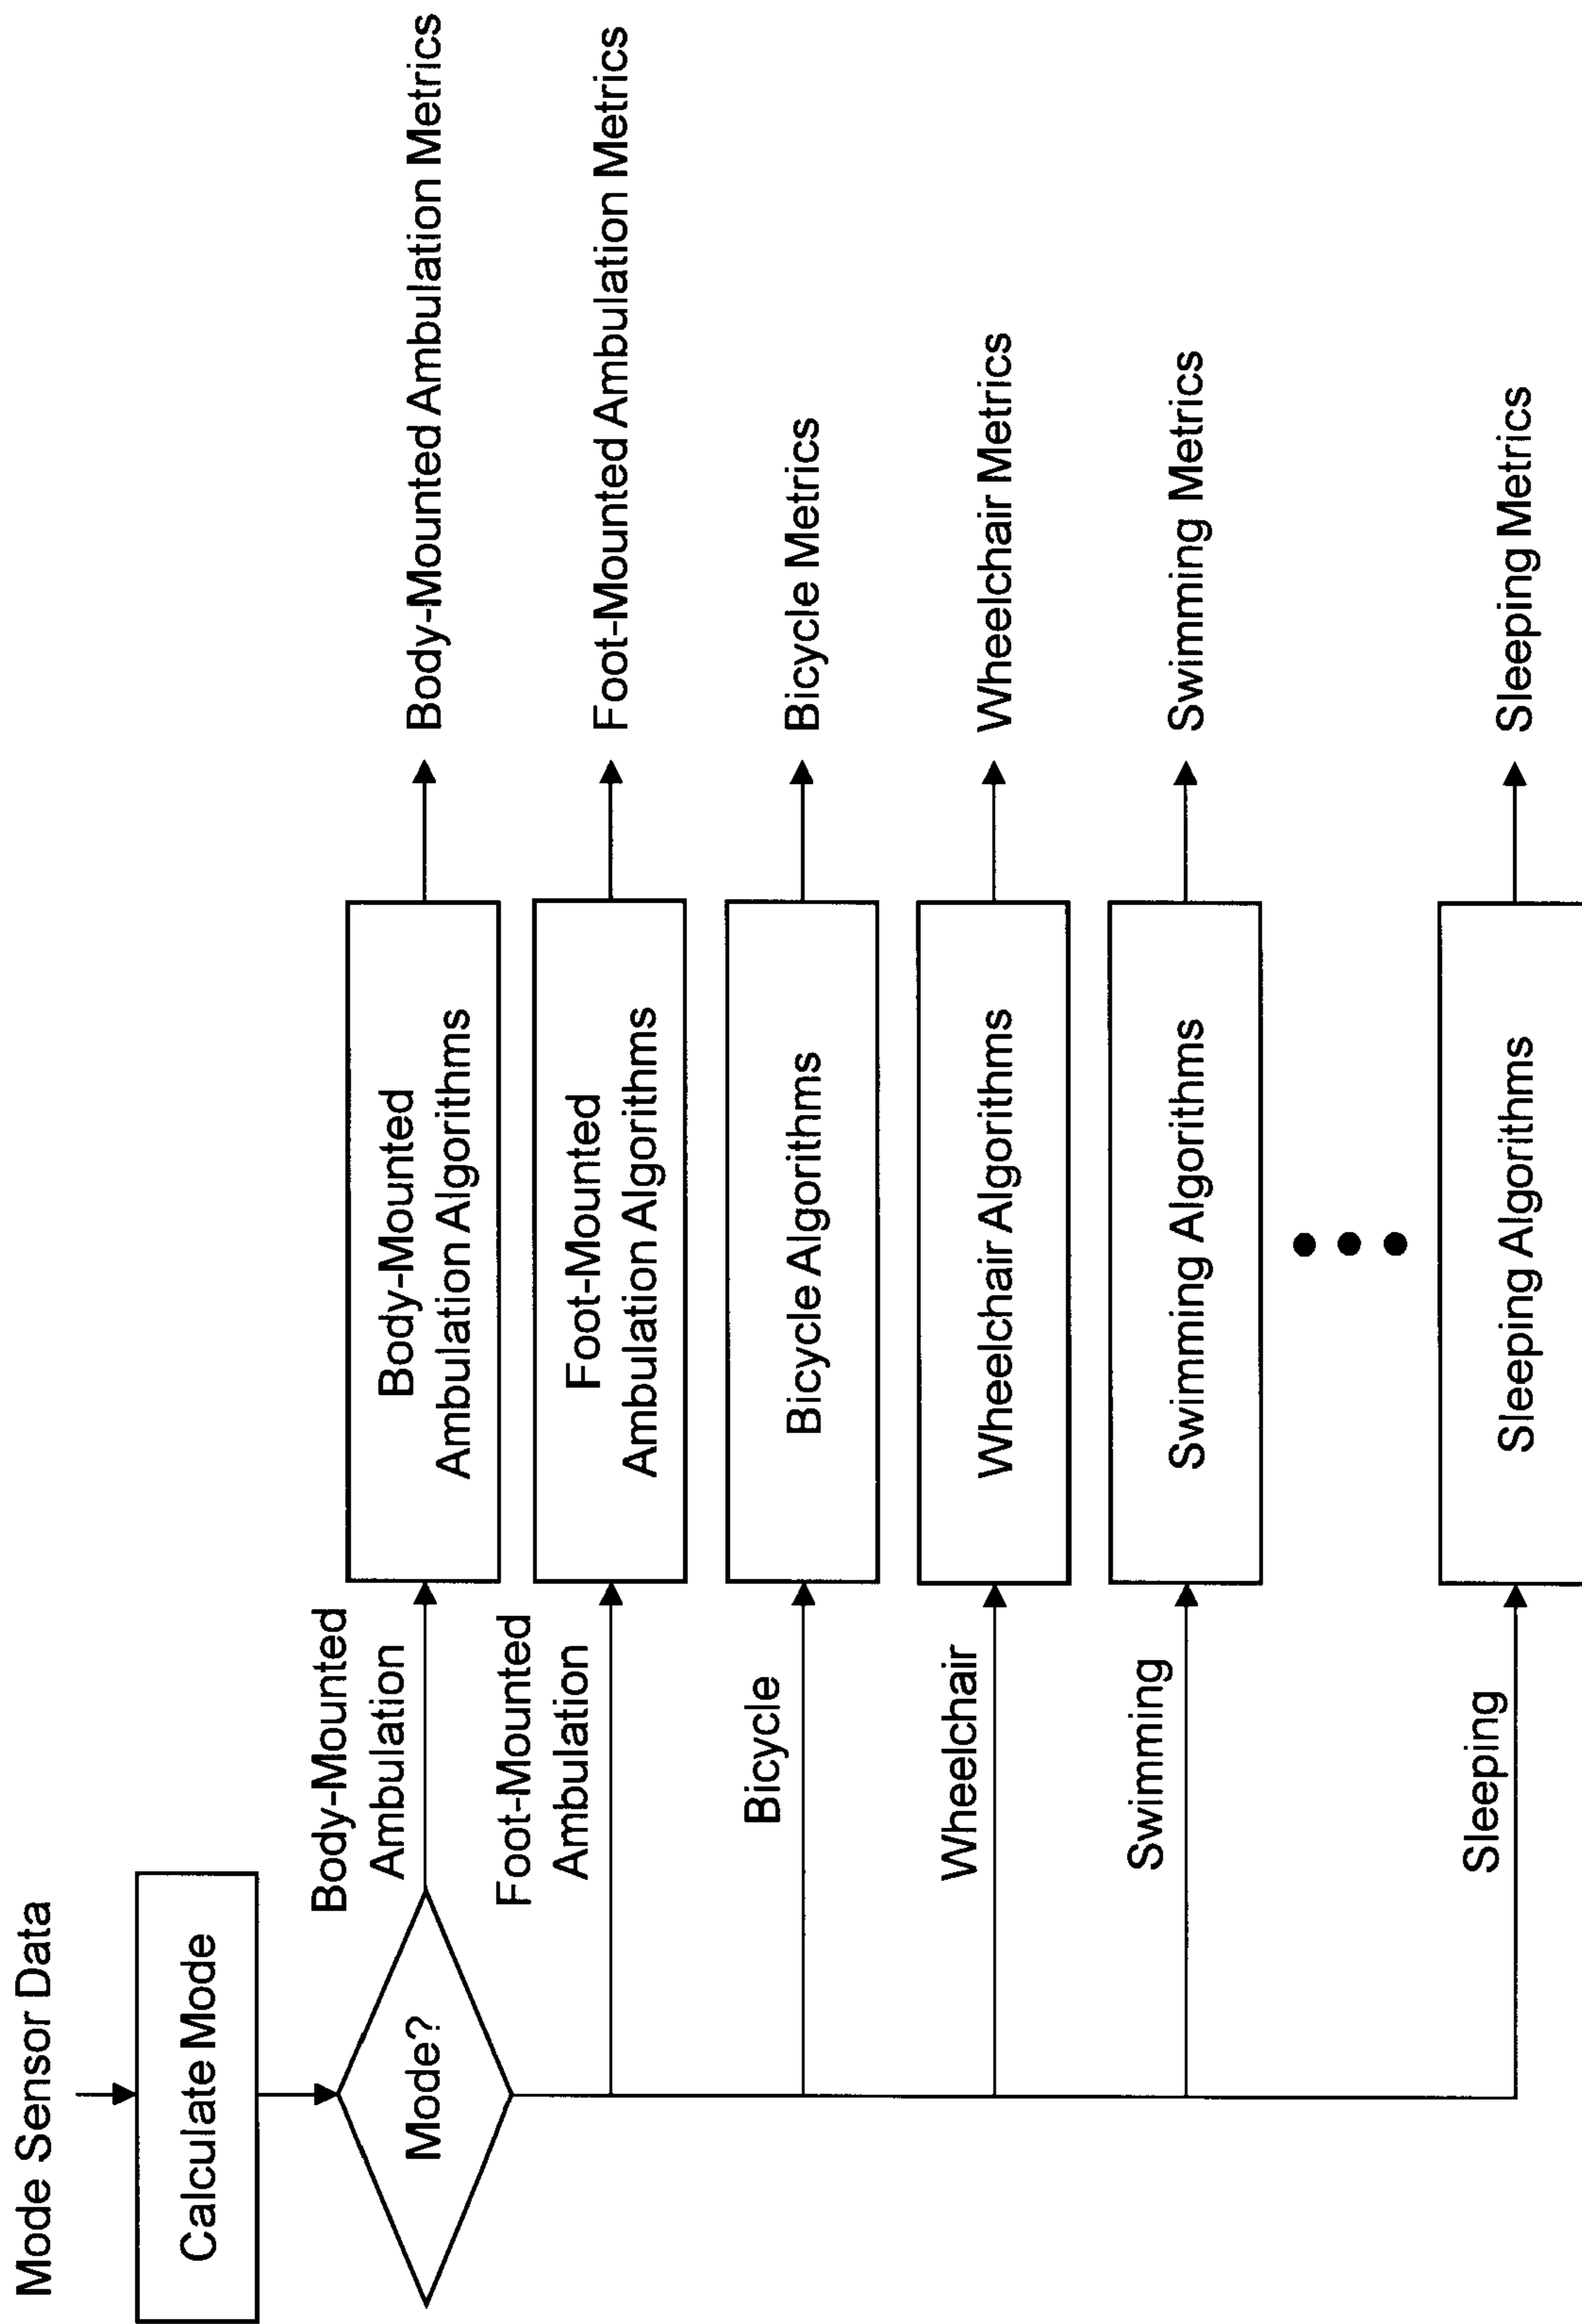 Mode Sensor Data
Calculate Mode
Mode?
Body-Mounted
Ambulation
Body-Mounted
Ambulation Algorithms
Body-Mounted Ambulation Metrics
Foot-Mounted
Ambulation
Foot-Mounted
Ambulation Algorithms
Foot-Mounted Ambulation Metrics
Bicycle
Bicycle Algorithms
Bicycle Metrics
Wheelchair
Wheelchair Algorithms
Wheelchair Metrics
Swimming
Swimming Algorithms
Swimming Metrics
Sleeping
Sleeping Algorithms
Sleeping Metrics